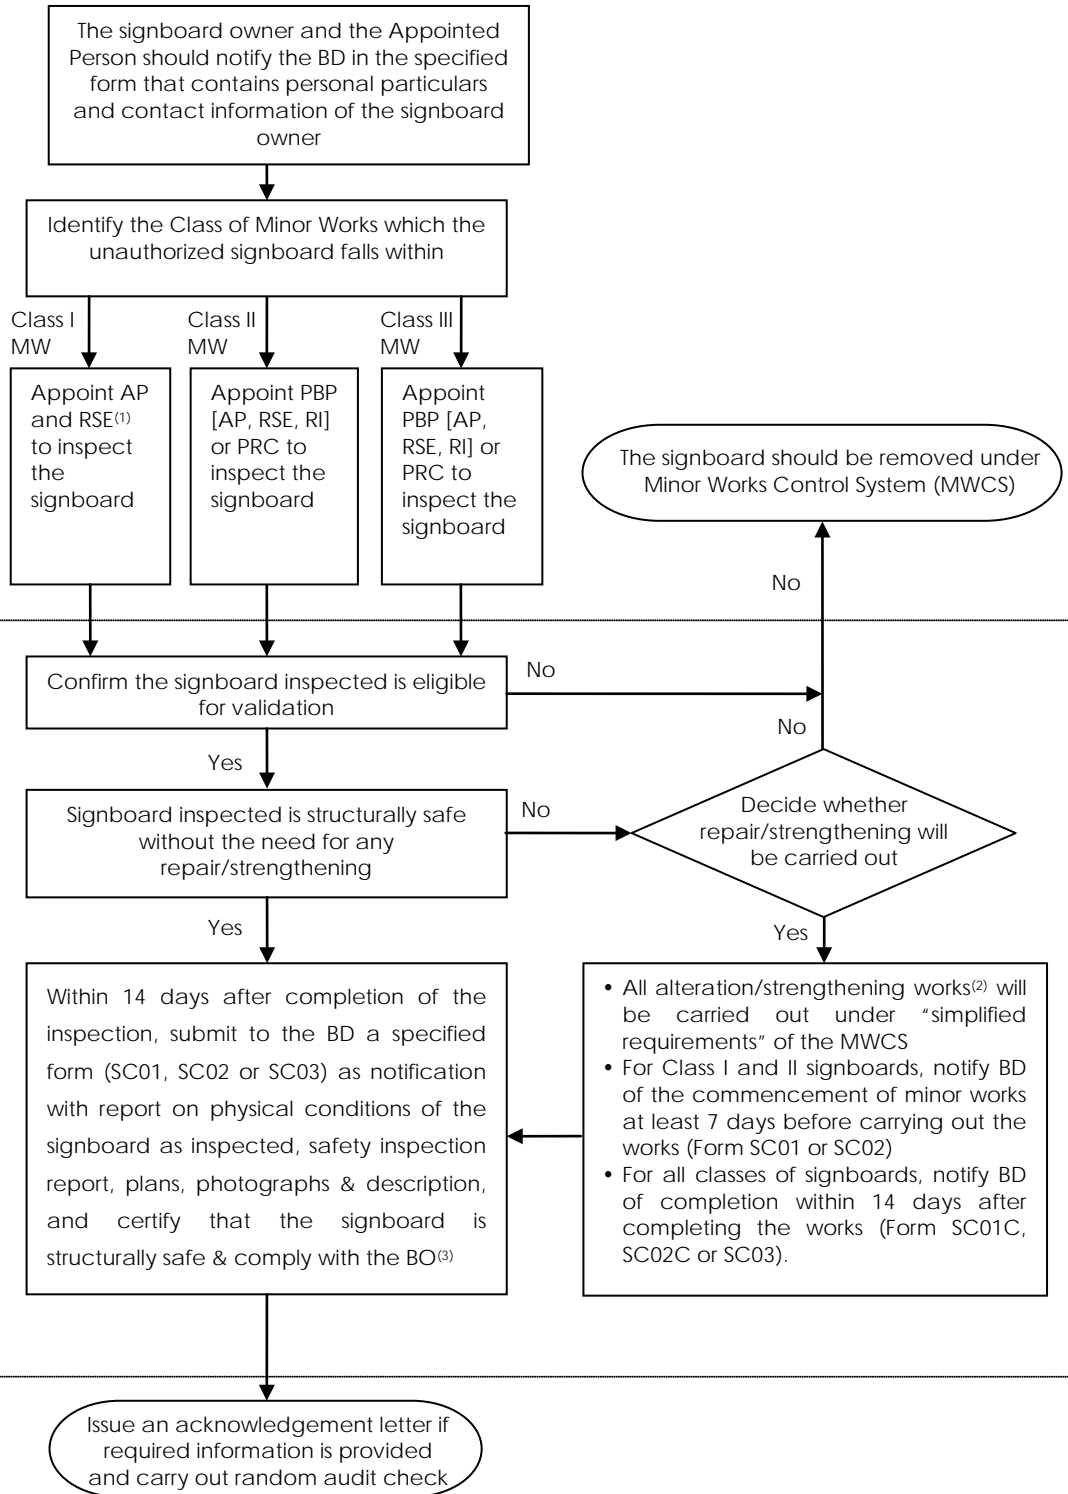 The signboard owner and the Appointed
Person should notify the BD in the specified
form that contains personal particulars
and contact information of the signboard
owner
Identify the Class of Minor Works which the
unauthorized signboard falls within
Class I
MW
Class II
MW
Class III
MW
Appoint AP
and RSE(1)
to inspect
the
signboard
Appoint PBP
[AP, RSE, RI]
or PRC to
inspect the
signboard
Appoint
PBP [AP,
RSE, RI] or
PRC to
inspect the
signboard
The signboard should be removed under
Minor Works Control System (MWCS)
No
Confirm the signboard inspected is eligible
for validation
No
No
Yes
Signboard inspected is structurally safe
without the need for any
repair/strengthening
No
Decide whether
repair/strengthening will
be carried out
Yes
Yes
Within 14 days after completion of the
inspection, submit to the BD a specified
form (SC01, SC02 or SC03) as notification
with report on physical conditions of the
signboard as inspected, safety inspection
report, plans, photographs & description,
and certify that the signboard is
structurally safe & comply with the BO(3)
• All alteration/strengthening works(2) will
be carried out under "simplified
requirements" of the MWCS
• For Class I and II signboards, notify BD
of the commencement of minor works
at least 7 days before carrying out the
works (Form SC01 or SC02)
• For all classes of signboards, notify BD
of completion within 14 days after
completing the works (Form SC01C,
SC02C or SC03).
Issue an acknowledgement letter if
required information is provided
and carry out random audit check